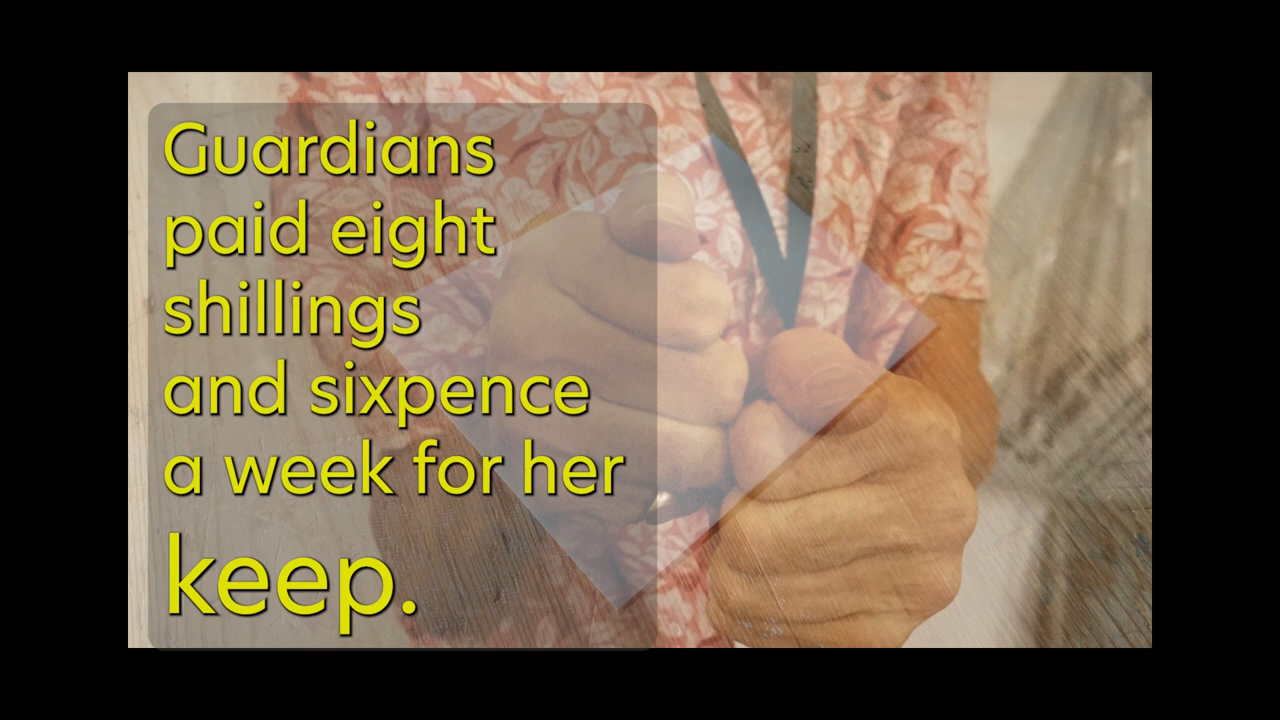 Guardians
paid eight
shillings
and sixpence
a week for her
keep.